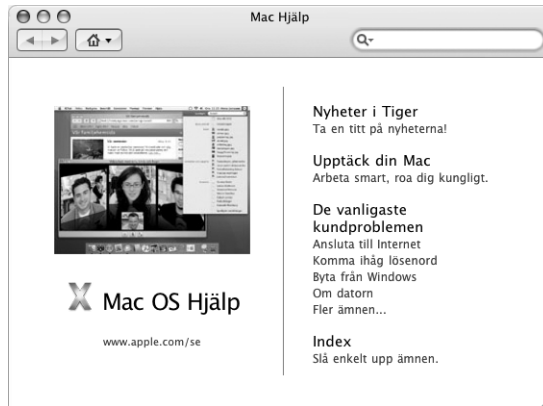 Mac Hjälp
Mac OS Hjälp
www.apple.com/se
Nyheter i Tiger
Ta en titt på nyheterna!
Upptäck din Mac
Arbeta smart, roa dig kungligt.
De vanligaste
kundproblemen
Ansluta till Internet
Komma ihåg lösenord
Byta från Windows
Om datorn
Fler ämnen...
Index
Slå enkelt upp ämnen.